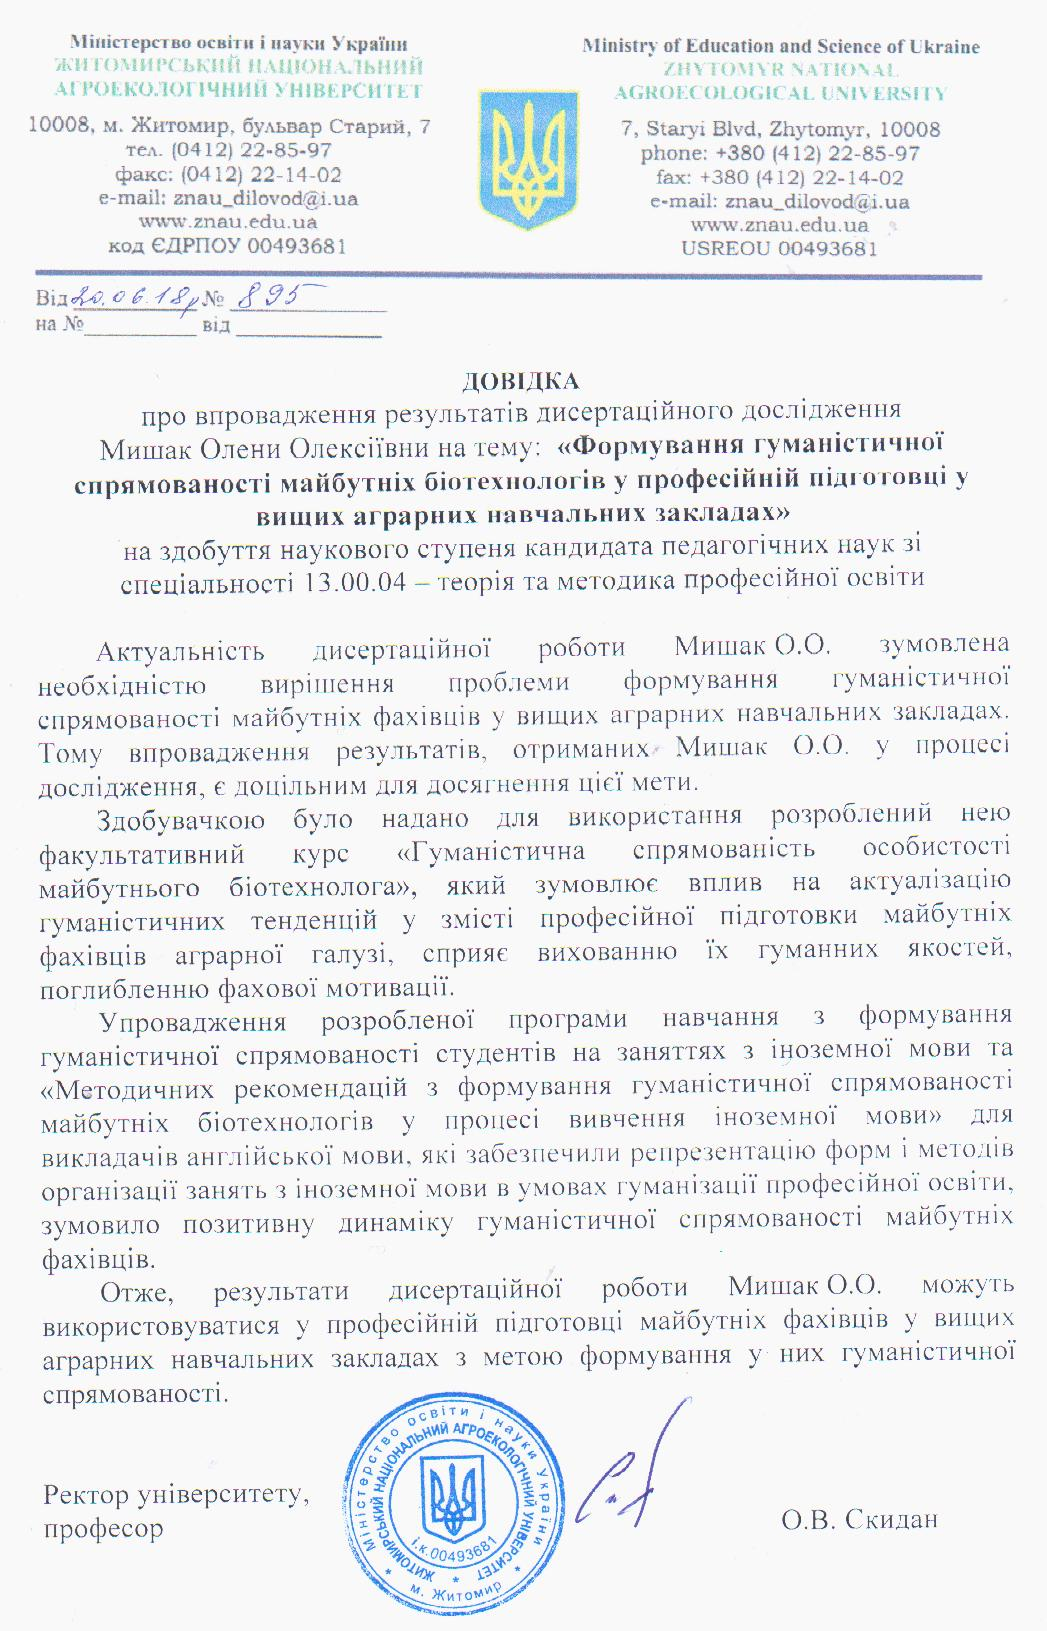 Міністерство освіти і науки України
ЖИТОМИРСЬКИЙ НАЦІОНАЛЬНИЙ
АГРОЕКОЛОГІЧНИЙ УНІВЕРСИТЕТ
10008, м. Житомир, бульвар Старий, 7
тел. (0412) 22-85-97
факс: (0412) 22-14-02
e-mail: znau_dilovod@i.ua
www.znau.edu.ua
код ЄДРПОУ 00493681
Ministry of Education and Science of Ukraine
ZHYTOMYR NATIONAL
AGROECOLOGICAL UNIVERSITY
7, Staryi Blvd, Zhytomyr, 10008
phone: +380 (412) 22-85-97
fax: +380 (412) 22-14-02
e-mail: znau_dilovod@i.ua
www.znau.edu.ua
USREOU 00493681
Від 20.06.18р № 895
на №__________ від ____________
ДОВІДКА
про впровадження результатів дисертаційного дослідження
Мишак Олени Олексіївни на тему: «Формування гуманістичної
спрямованості майбутніх біотехнологів у професійній підготовці у
вищих аграрних навчальних закладах»
на здобуття наукового ступеня кандидата педагогічних наук зі
спеціальності 13.00.04 – теорія та методика професійної освіти
Актуальність дисертаційної роботи Мишак О.О. зумовлена
необхідністю вирішення проблеми формування гуманістичної
спрямованості майбутніх фахівців у вищих аграрних навчальних закладах.
Тому впровадження результатів, отриманих Мишак О.О. у процесі
дослідження, є доцільним для досягнення цієї мети.
Здобувачкою було надано для використання розроблений нею
факультативний курс «Гуманістична спрямованість особистості
майбутнього біотехнолога», який зумовлює вплив на актуалізацію
гуманістичних тенденцій у змісті професійної підготовки майбутніх
фахівців аграрної галузі, сприяє вихованню їх гуманних якостей,
поглибленню фахової мотивації.
Упровадження розробленої програми навчання з формування
гуманістичної спрямованості студентів на заняттях з іноземної мови та
«Методичних рекомендацій з формування гуманістичної спрямованості
майбутніх біотехнологів у процесі вивчення іноземної мови» для
викладачів англійської мови, які забезпечили репрезентацію форм і методів
організації занять з іноземної мови в умовах гуманізації професійної освіти,
зумовило позитивну динаміку гуманістичної спрямованості майбутніх
фахівців.
Отже, результати дисертаційної роботи Мишак О.О. можуть
використовуватися у професійній підготовці майбутніх фахівців у вищих
аграрних навчальних закладах з метою формування у них гуманістичної
спрямованості.
Ректор університету,
професор
Міністерство освіти і науки України
ЖИТОМИРСЬКИЙ НАЦІОНАЛЬНИЙ АГРОЕКОЛОГІЧНИЙ УНІВЕРСИТЕТ
і.к.00493681
* м. Житомир *
О.В. Скидан